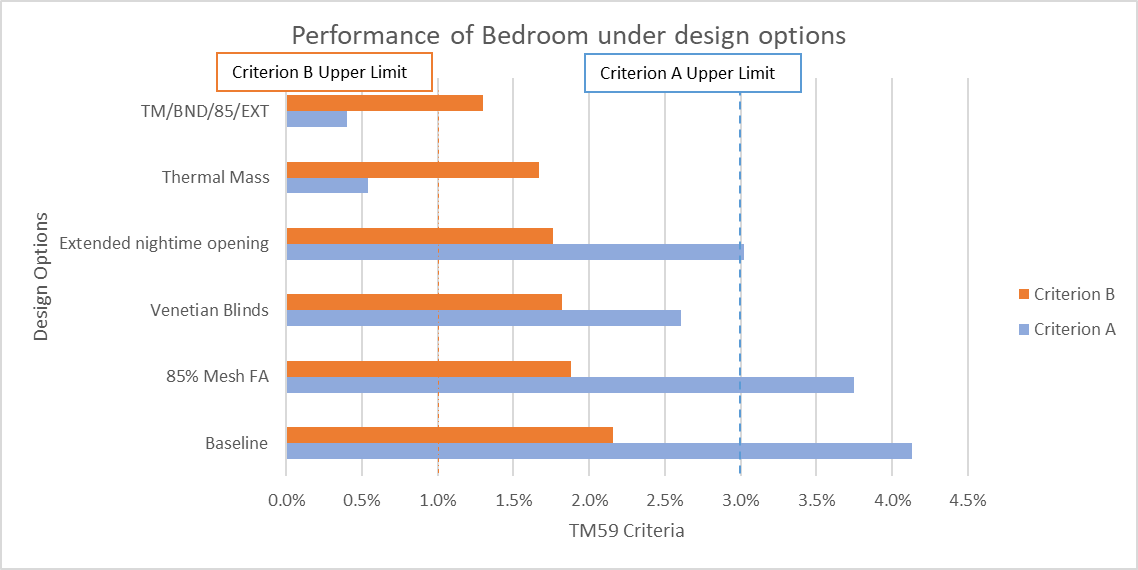 Performance of Bedroom under design options
Criterion B Upper Limit
Criterion A Upper Limit
TM/BND/85/EXT
Thermal Mass
Extended nightime opening
Venetian Blinds
85% Mesh FA
Baseline
Design Options
Criterion B
Criterion A
0.0% 0.5% 1.0% 1.5% 2.0% 2.5% 3.0% 3.5% 4.0% 4.5%
TM59 Criteria